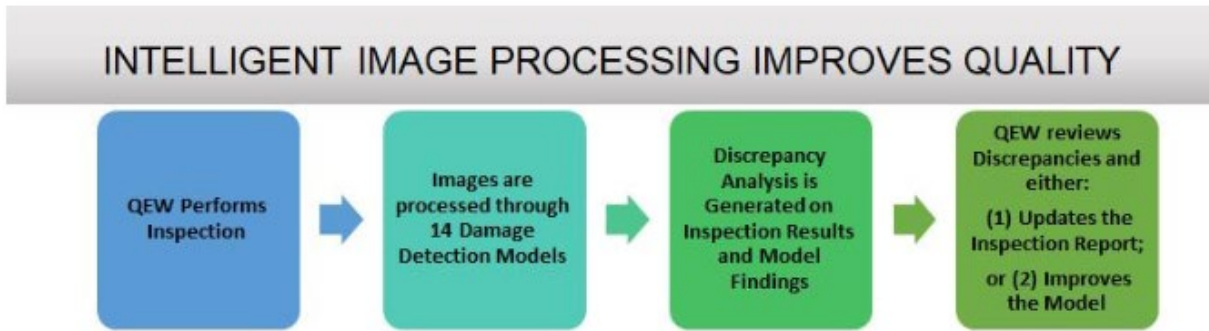 INTELLIGENT IMAGE PROCESSING IMPROVES QUALITY
QEW Performs
Inspection
Images are
processed through
14 Damage
Detection Models
Discrepancy
Analysis is
Generated on
Inspection Results
and Model
Findings
QEW reviews
Discrepancies and
either:
(1) Updates the
Inspection Report;
or (2) Improves
the Model